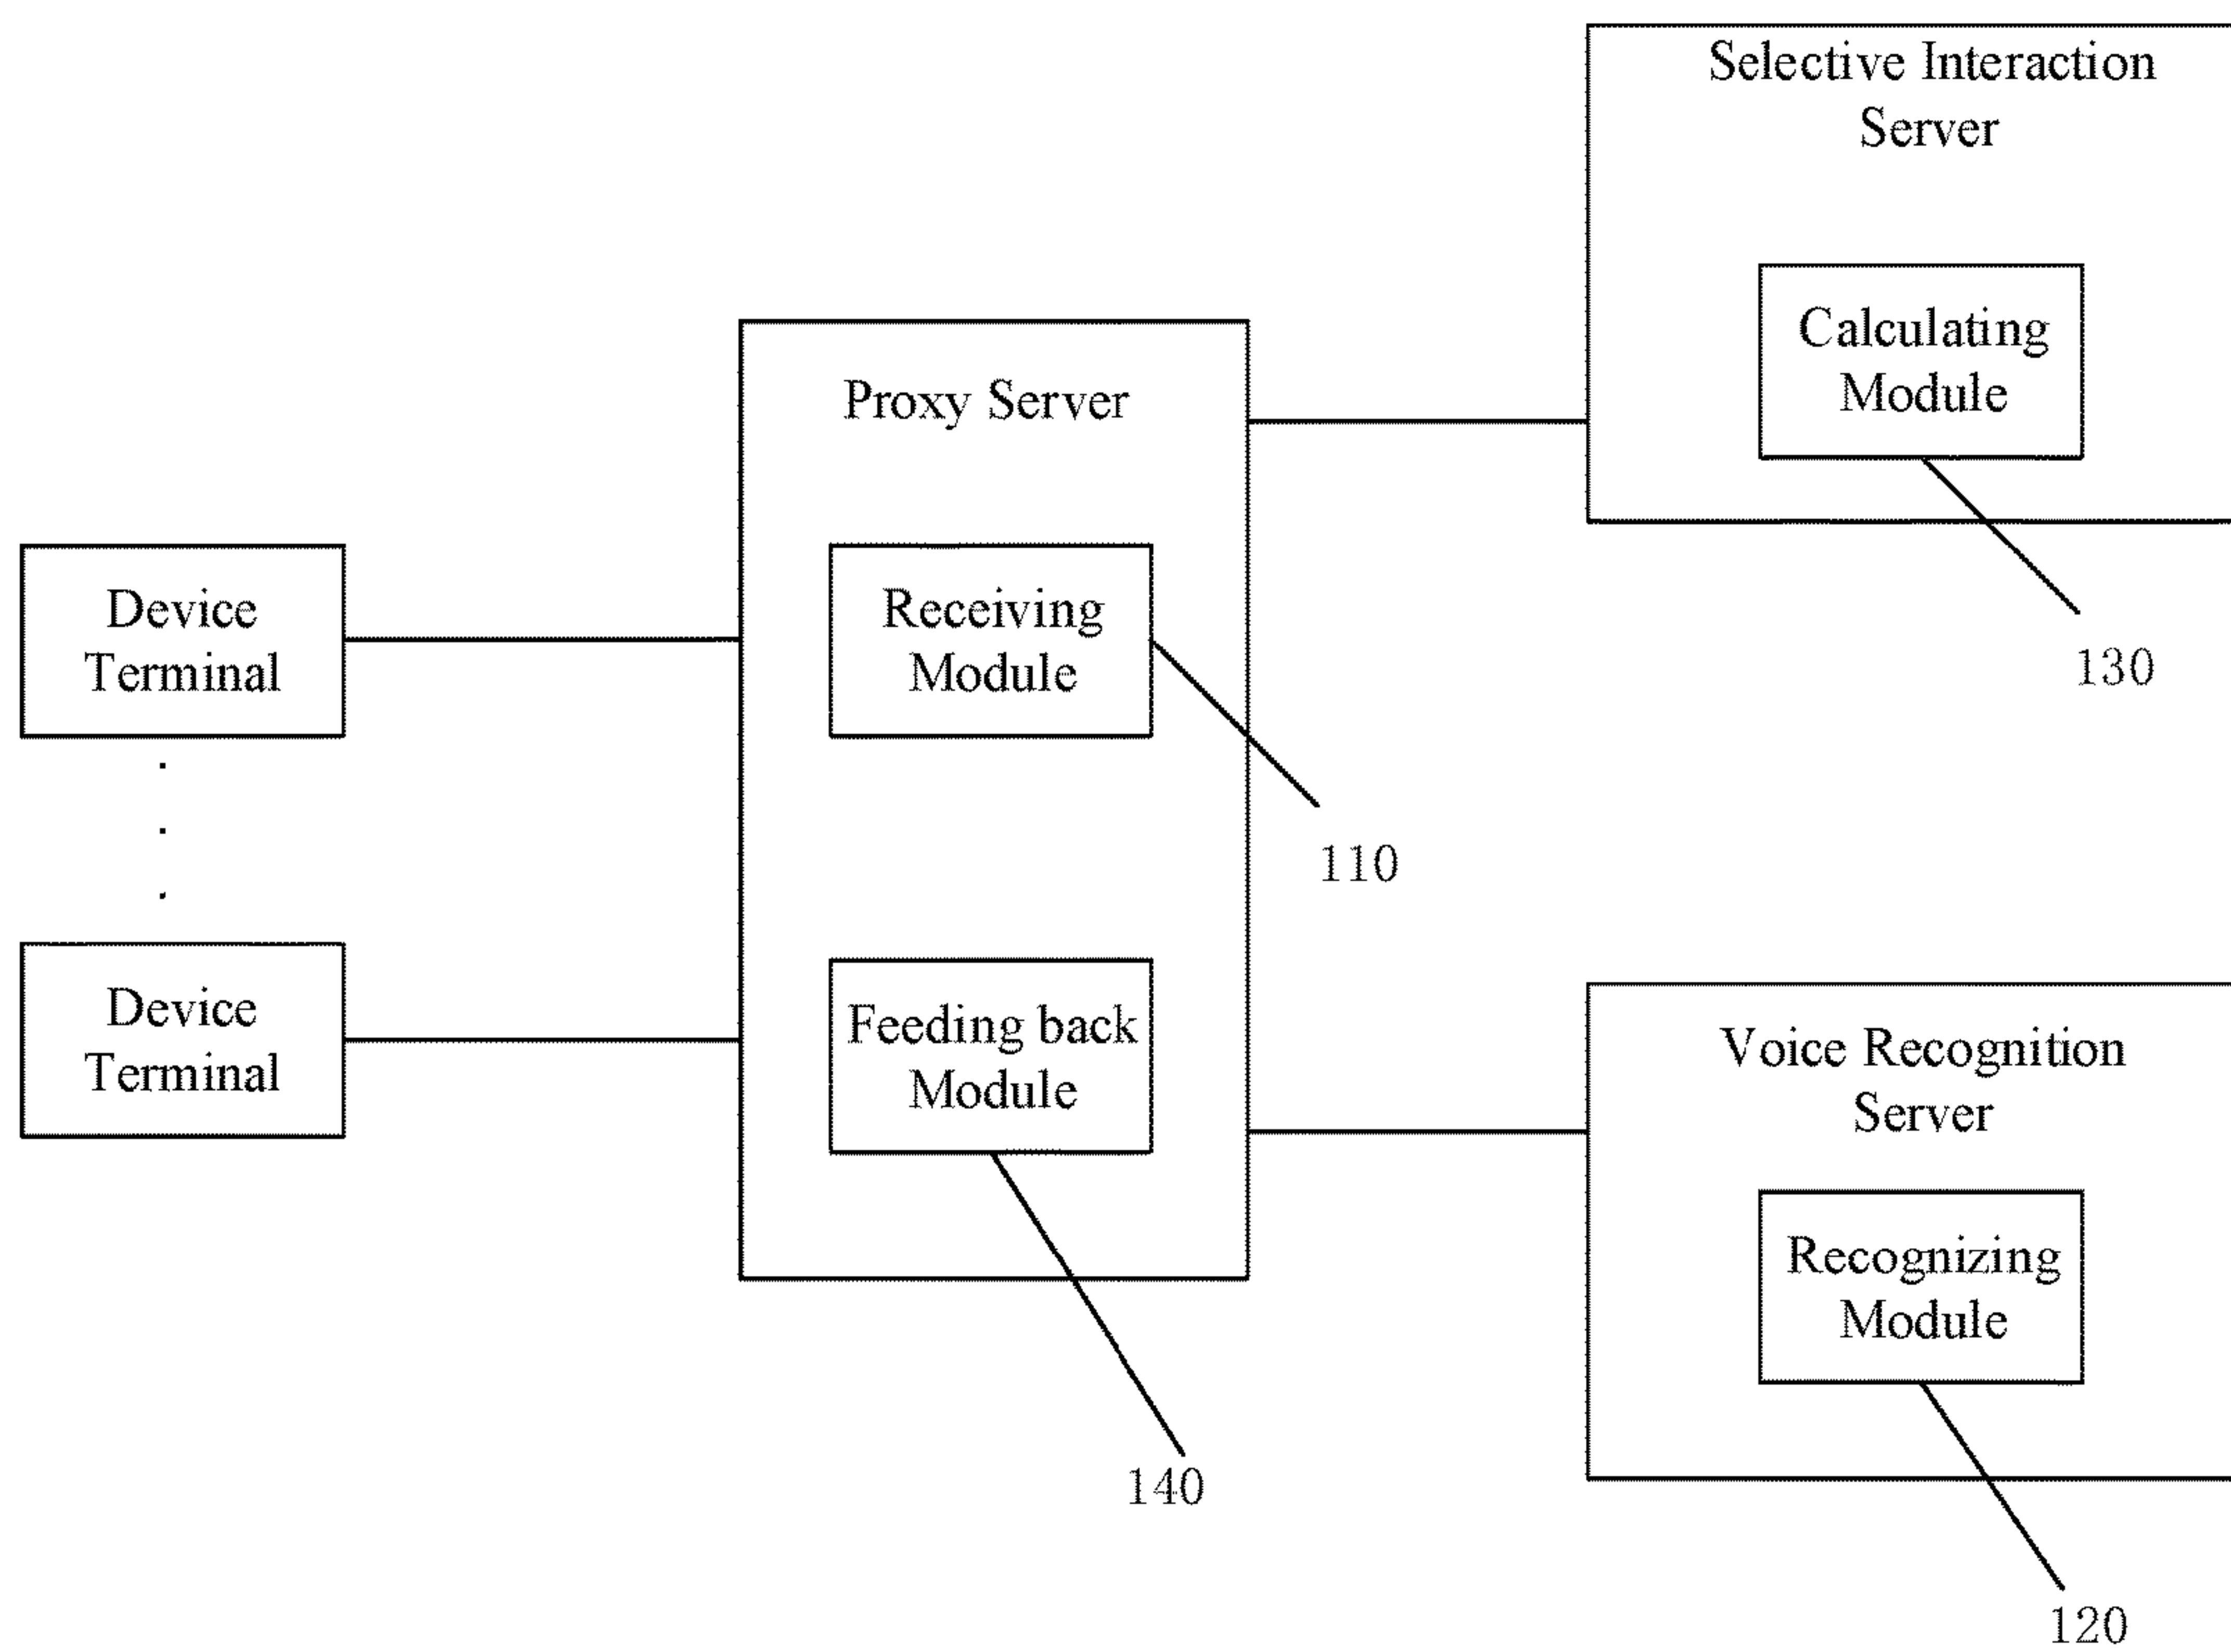 Selective Interaction
Server
Calculating
Module
130
Proxy Server
Receiving
Module
110
Feeding back
Module
140
Device
Terminal
Device
Terminal
Voice Recognition
Server
Recognizing
Module
120